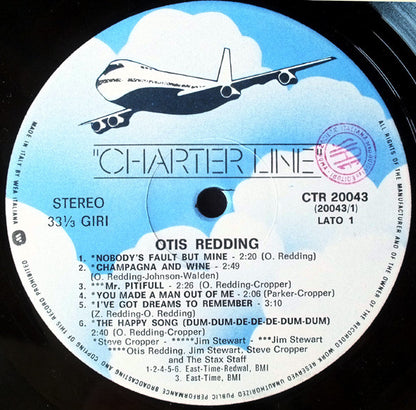 "CHARTER LINE"
STEREO
33⅓ GIRI
CTR 20043
(20043/1)
LATO 1
OTIS REDDING
1. *NOBODY'S FAULT BUT MINE - 2:20 (O. Redding)
2. *CHAMPAGNA AND WINE - 2:49
(O. Redding-Johnson-Walden)
3. ***Mr. PITIFULL - 2:26 (O. Redding-Cropper)
4. *YOU MADE A MAN OUT OF ME - 2:06 (Parker-Cropper)
5. *I'VE GOT DREAMS TO REMEMBER - 3:10
(Z. Redding-O. Redding)
6. *THE HAPPY SONG (DUM-DUM-DE-DE-DE-DUM-DUM)
2:40 (O. Redding-Cropper)
*Steve Cropper - *****Jim Stewart - ***Jim Stewart
****Otis Redding, Jim Stewart, Steve Cropper
and The Stax Staff
1-2-4-5-6. East-Time-Redwal, BMI
3. East-Time, BMI
MADE IN ITALY BY WEA ITALIANA
ALL RIGHTS OF THE MANUFACTURER AND OF THE OWNER OF THE RECORDED WORK RESERVED
UNAUTHORIZED PUBLIC PERFORMANCE BROADCASTING AND COPYING OF THIS RECORD PROHIBITED